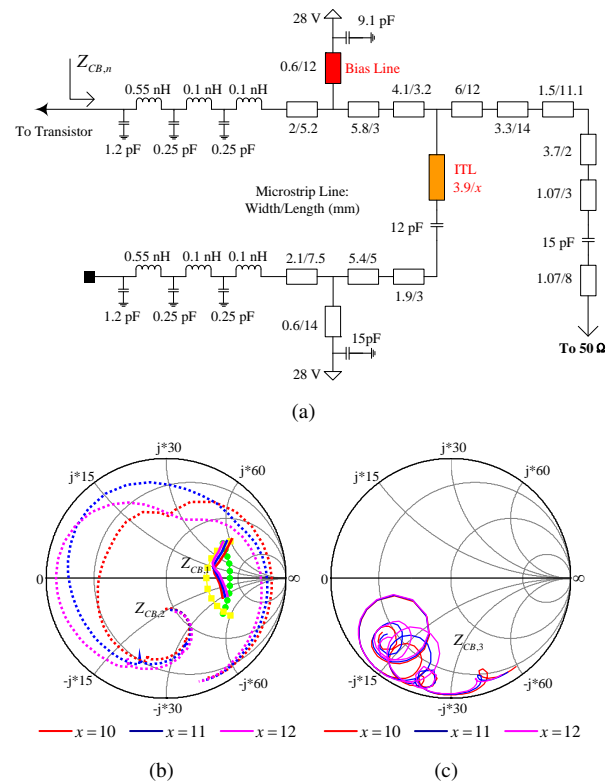 28 V
9.1 pF
0.6/12
Bias Line
Z_{CB,n}
0.55 nH 0.1 nH 0.1 nH
4.1/3.2
6/12
1.5/11.1
To Transistor
2/5.2
5.8/3
3.3/14
1.2 pF
0.25 pF
0.25 pF
3.7/2
ITL
3.9/x
1.07/3
Microstrip Line:
Width/Length (mm)
12 pF
15 pF
0.55 nH 0.1 nH 0.1 nH
2.1/7.5
5.4/5
1.07/8
1.9/3
1.2 pF
0.25 pF
0.25 pF
0.6/14
15pF
To 50 Ω
28 V
(a)
j*30
j*15
j*60
0
∞
Z_{CB,1}
Z_{CB,2}
-j*15
-j*60
-j*30
x = 10
x = 11
x = 12
(b)
j*30
j*15
j*60
0
∞
Z_{CB,3}
-j*15
-j*60
-j*30
x = 10
x = 11
x = 12
(c)